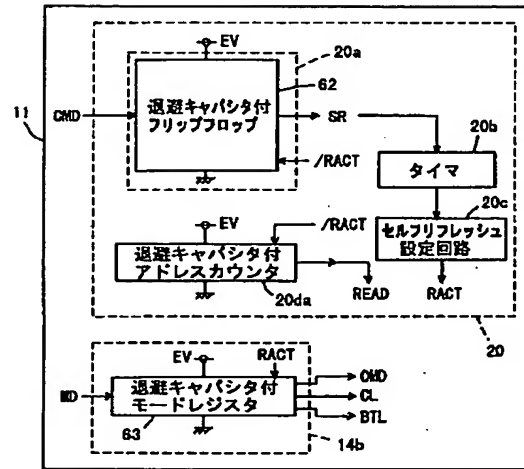 EV
20a
62
11
CMD
退避キャパシタ付
フリップフロップ
SR
/RACT
20b
タイマ
20c
セルフリフレッシュ
設定回路
EV
/RACT
退避キャパシタ付
アドレスカウンタ
20da
READ
RACT
20
EV
RACT
MD
退避キャパシタ付
モードレジスタ
CMD
CL
BTL
63
14b